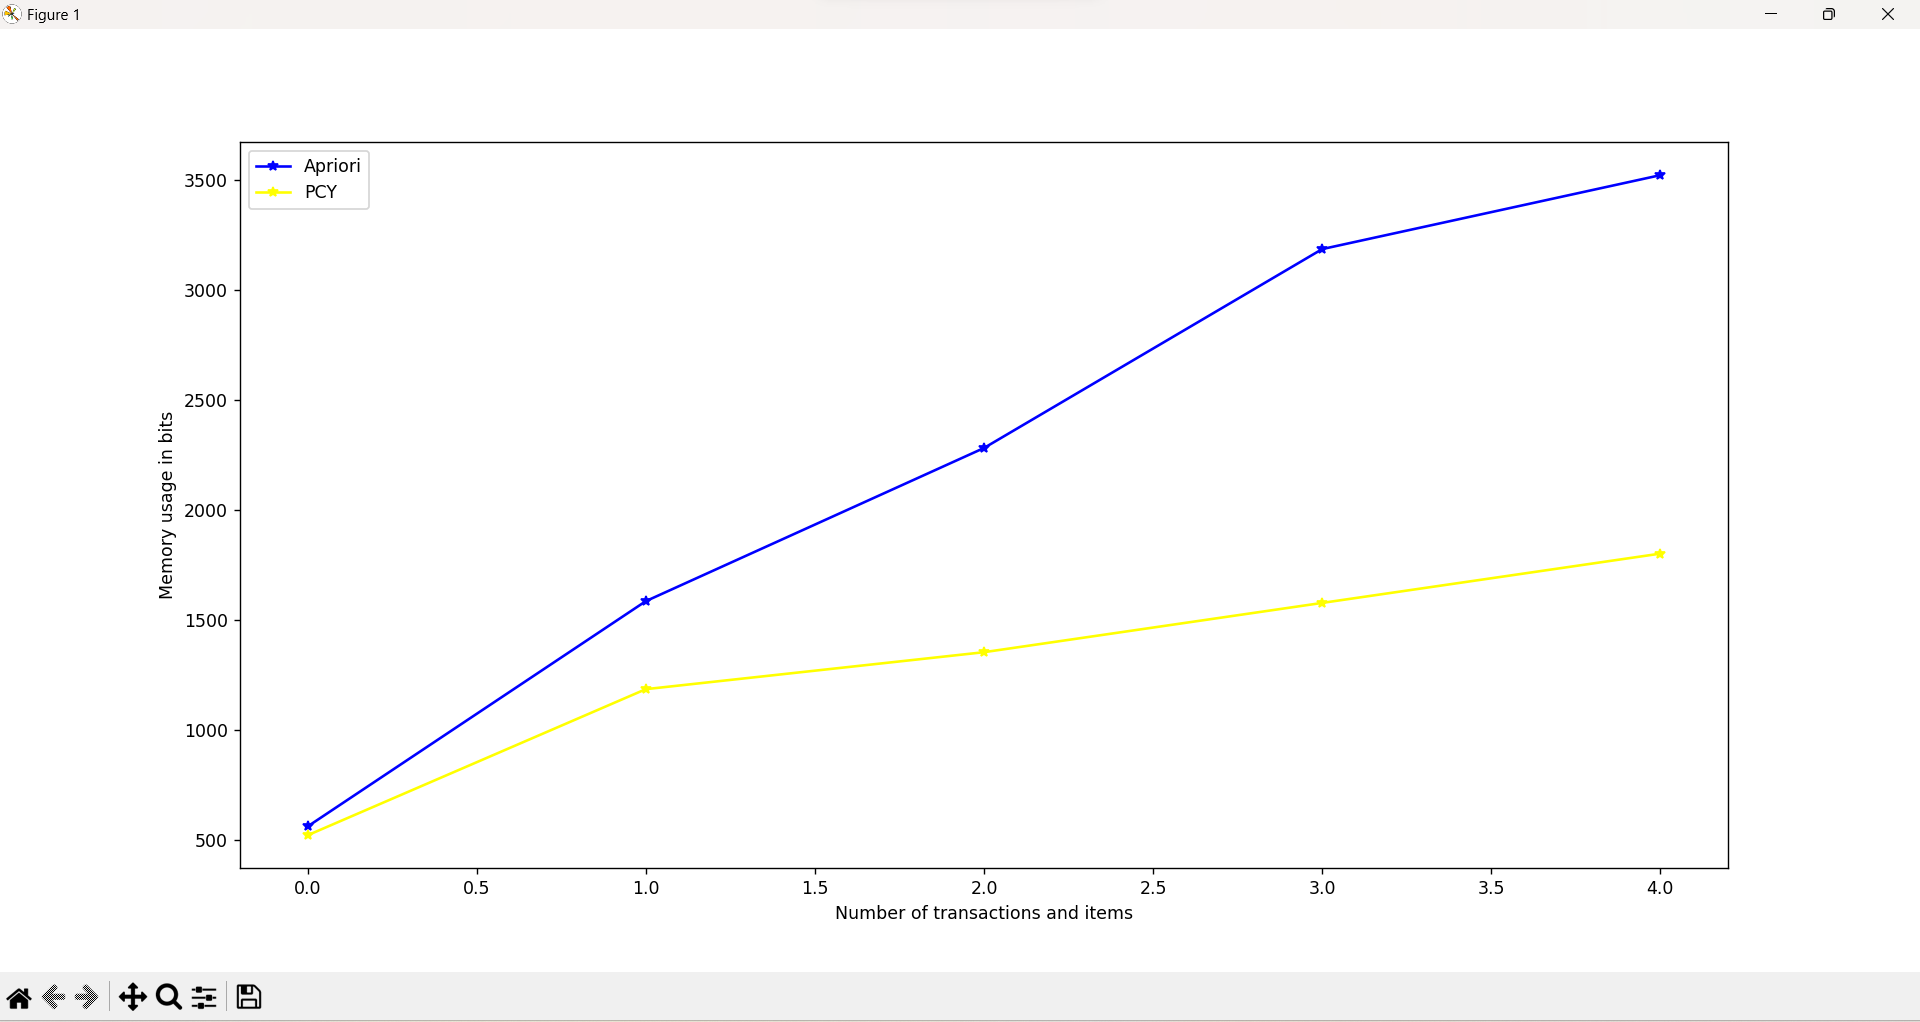 Figure 1
Apriori
PCY
3500
3000
2500
2000
1500
1000
500
Memory usage in bits
0.0 0.5 1.0 1.5 2.0 2.5 3.0 3.5 4.0
Number of transactions and items